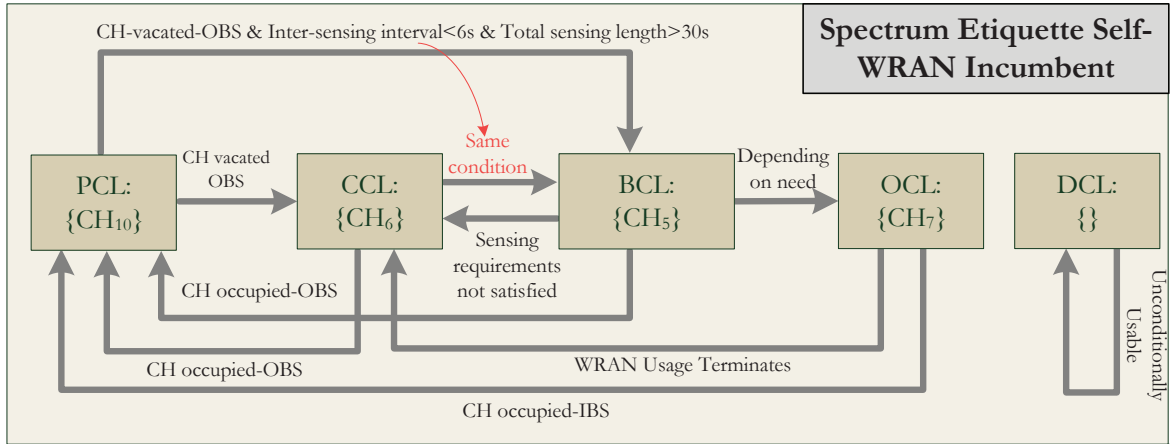 CH-vacated-OBS & Inter-sensing interval<6s & Total sensing length>30s
Spectrum Etiquette Self-
WRAN Incumbent
PCL:
{CH₁₀}
CH vacated
OBS
CCL:
{CH₆}
Same
condition
Sensing
requirements
not satisfied
BCL:
{CH₅}
Depending
on need
OCL:
{CH₇}
DCL:
{}
Unconditionally
Usable
CH occupied-OBS
CH occupied-OBS
WRAN Usage Terminates
CH occupied-IBS